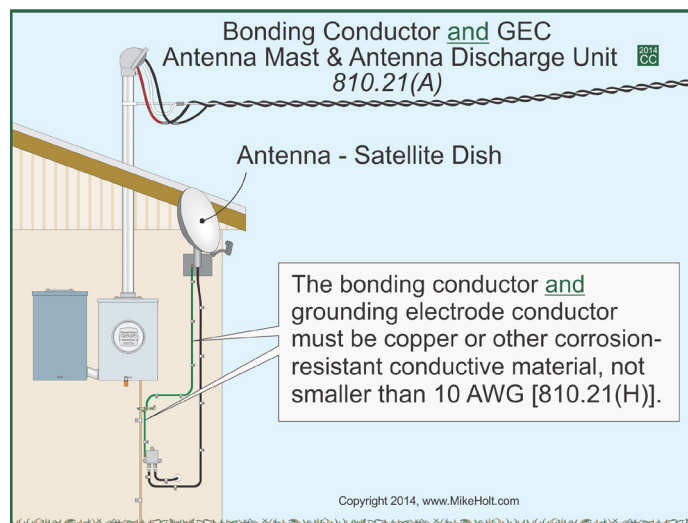 Bonding Conductor and GEC
Antenna Mast & Antenna Discharge Unit
2014
CC
810.21(A)
Antenna - Satellite Dish
The bonding conductor and
grounding electrode conductor
must be copper or other corrosion-
resistant conductive material, not
smaller than 10 AWG [810.21(H)].
Copyright 2014, www.MikeHolt.com